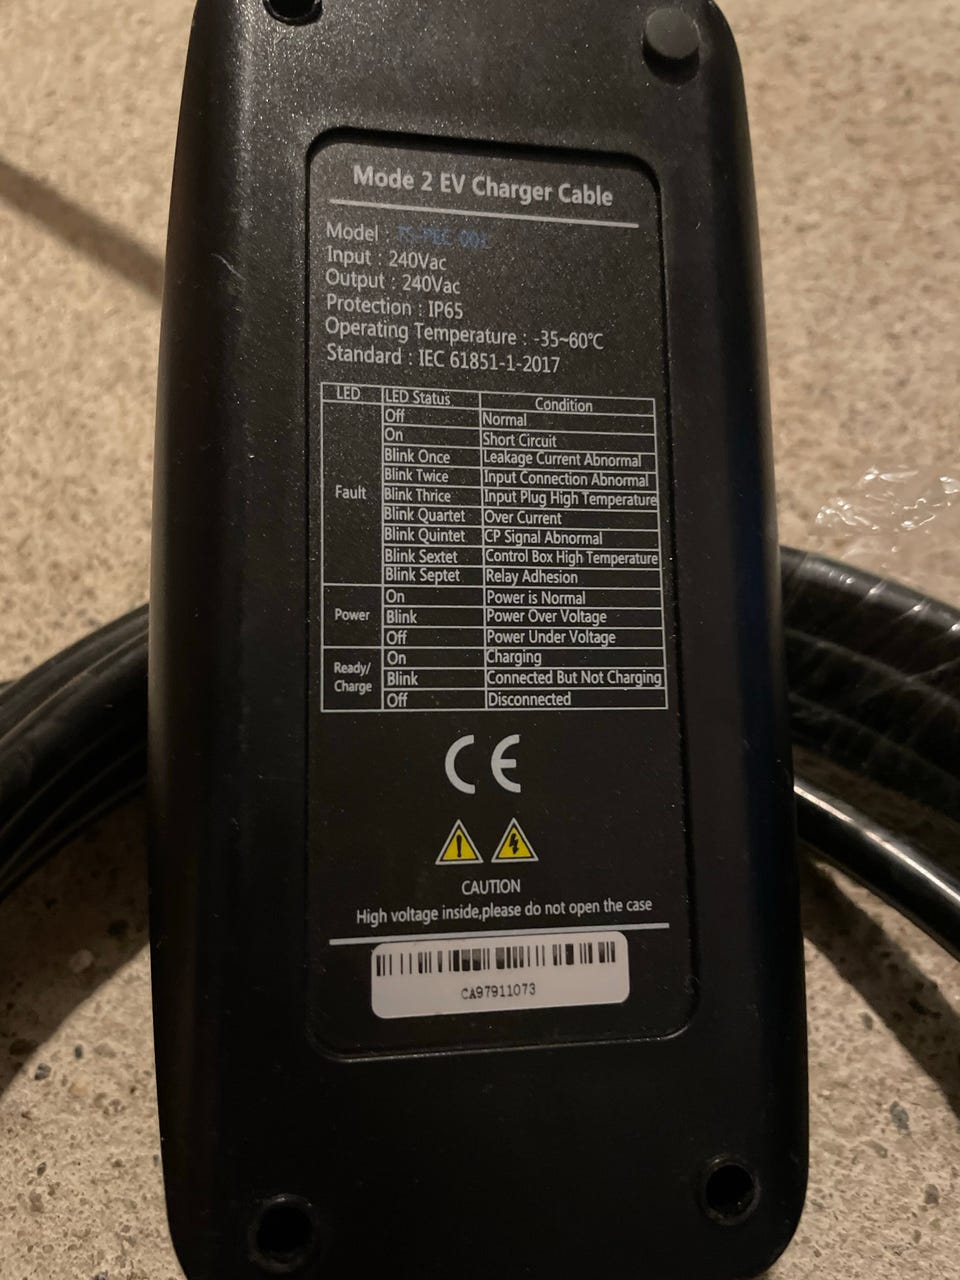 Mode 2 EV Charger Cable
Model :
Input : 240Vac
Output : 240Vac
Protection : IP65
Operating Temperature : -35~60°C
Standard : IEC 61851-1-2017
LED LED Status Condition
Fault
Off Normal
On Short Circuit
Blink Once Leakage Current Abnormal
Blink Twice Input Connection Abnormal
Blink Thrice Input Plug High Temperature
Blink Quartet Over Current
Blink Quintet CP Signal Abnormal
Blink Sextet Control Box High Temperature
Blink Septet Relay Adhesion
Power
On Power is Normal
Blink Power Over Voltage
Off Power Under Voltage
Ready/
Charge
On Charging
Blink Connected But Not Charging
Off Disconnected
CE
CAUTION
High voltage inside,please do not open the case
CA97911073